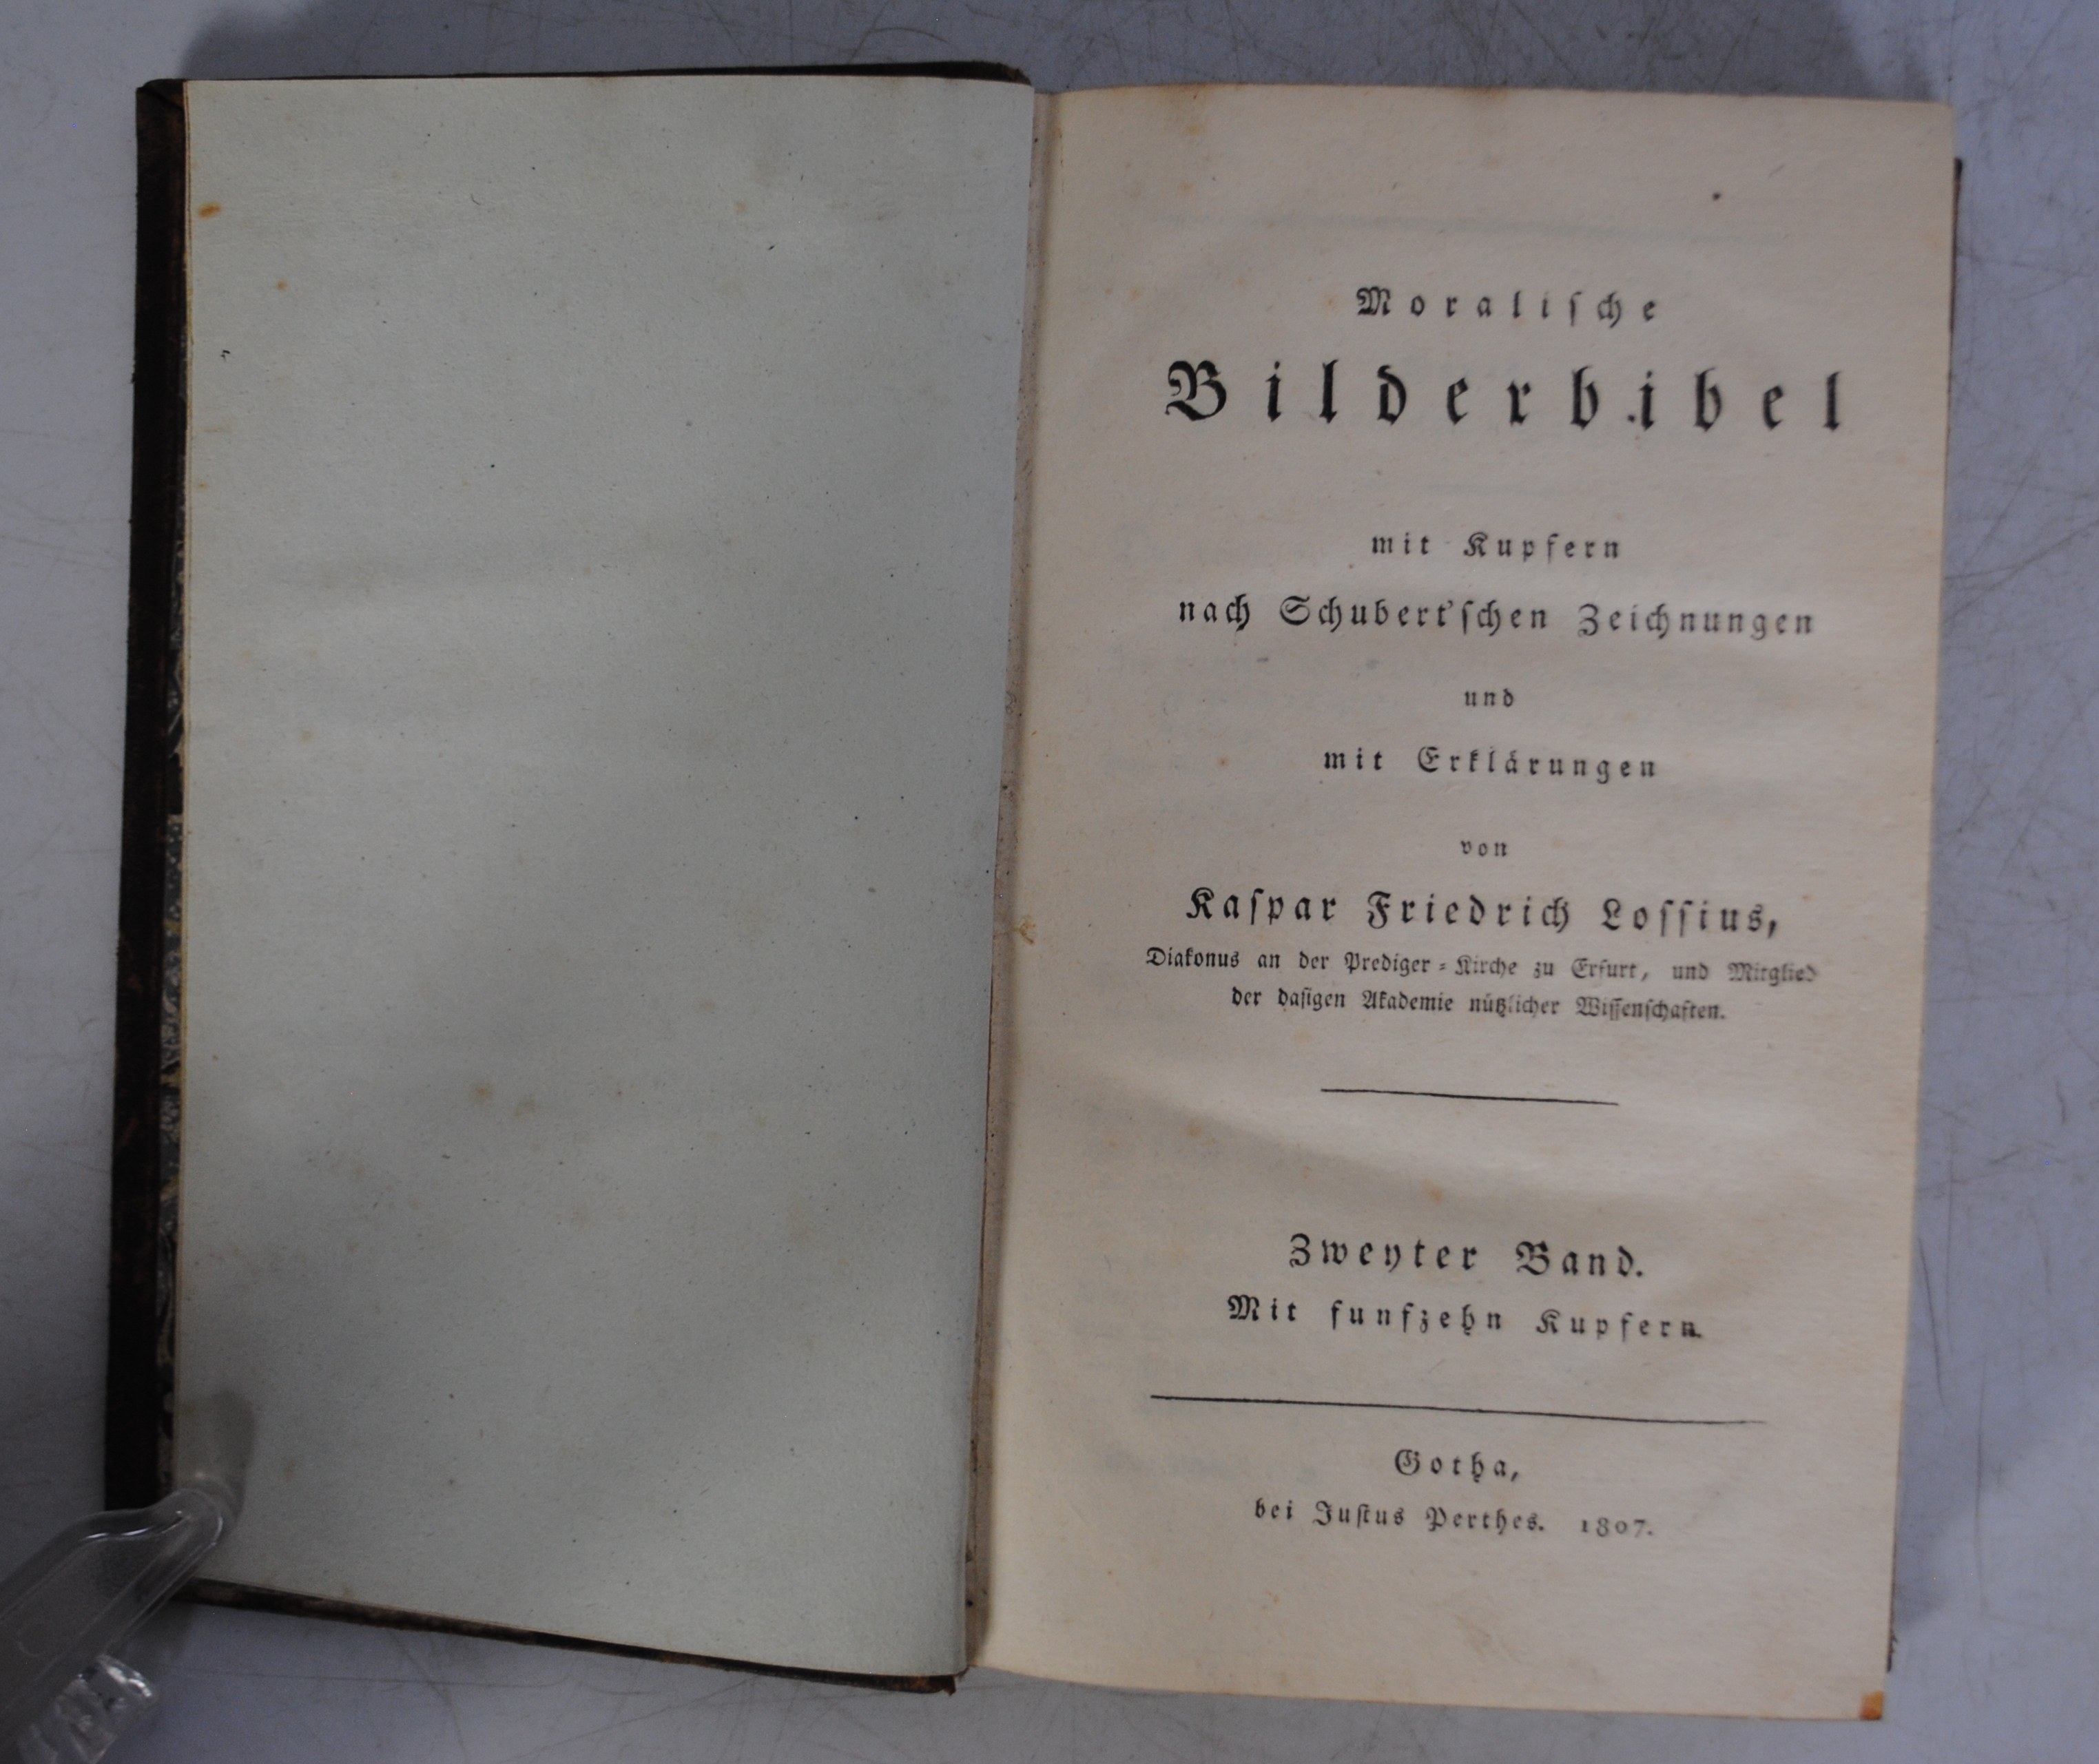 Moraliſche
Bilderbibel
mit Kupfern
nach Schubert'ſchen Zeichnungen
und
mit Erklärungen
von
Kaſpar Friedrich Loſſius,
Diakonus an der Prediger-Kirche zu Erfurt, und Mitglied
der daſigen Akademie nützlicher Wiſſenſchaften.
Zweyter Band.
Mit funfzehn Kupfern.
Gotha,
bei Juſtus Perthes. 1807.